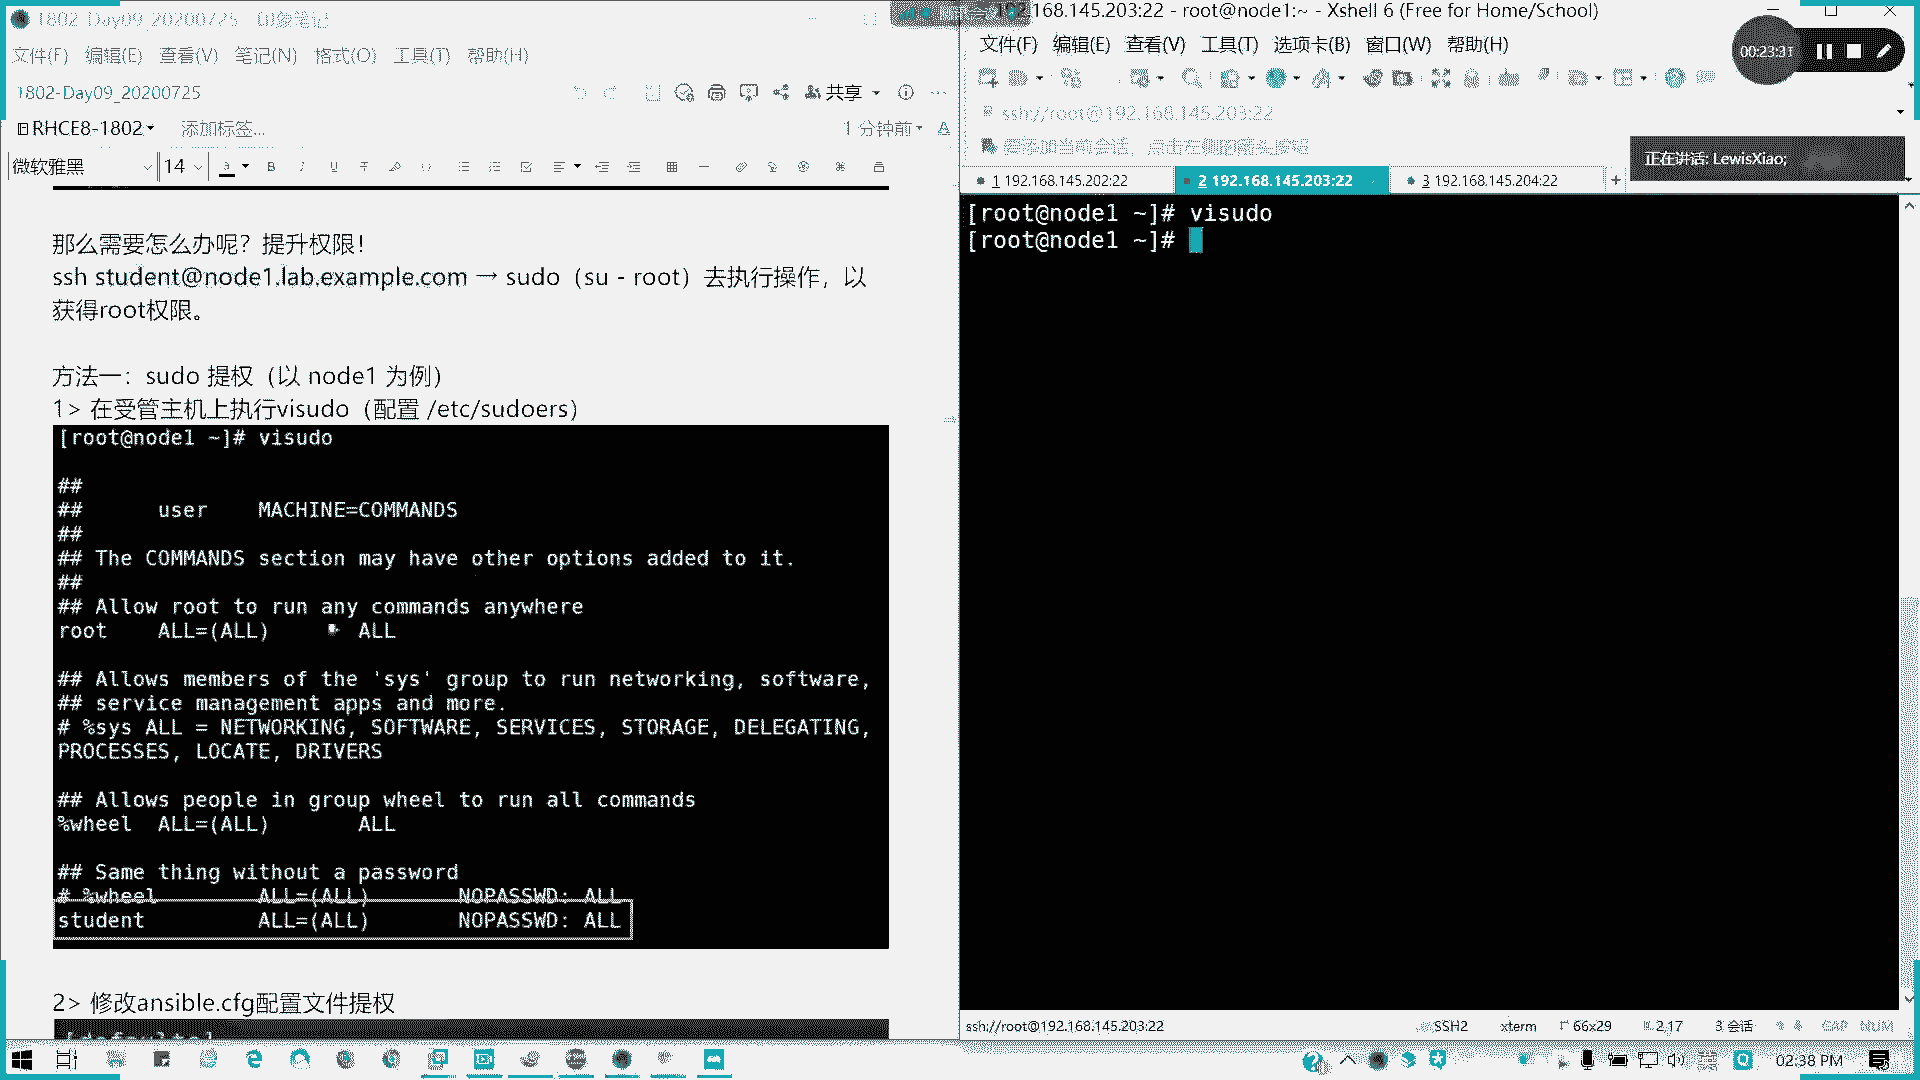 1802_Day09_20200725 - 印象笔记
文件(F) 编辑(E) 查看(V) 笔记(N) 格式(O) 工具(T) 帮助(H)
1802-Day09_20200725
共享
RHCE8-1802
添加标签...
1 分钟前
微软雅黑
14
那么需要怎么办呢？提升权限！
ssh student@node1.lab.example.com → sudo（su - root）去执行操作，以
获得root权限。
方法一：sudo 提权（以 node1 为例）
1> 在受管主机上执行visudo（配置 /etc/sudoers）
[root@node1 ~]# visudo
##
## user MACHINE=COMMANDS
##
## The COMMANDS section may have other options added to it.
##
## Allow root to run any commands anywhere
root ALL=(ALL) ALL
## Allows members of the 'sys' group to run networking, software,
## service management apps and more.
# %sys ALL = NETWORKING, SOFTWARE, SERVICES, STORAGE, DELEGATING,
PROCESSES, LOCATE, DRIVERS
## Allows people in group wheel to run all commands
%wheel ALL=(ALL) ALL
## Same thing without a password
# %wheel ALL=(ALL) NOPASSWD: ALL
student ALL=(ALL) NOPASSWD: ALL
2> 修改ansible.cfg配置文件提权
[defaults]
192.168.145.203:22 - root@node1:~ - Xshell 6 (Free for Home/School)
文件(F) 编辑(E) 查看(V) 工具(T) 选项卡(B) 窗口(W) 帮助(H)
00:23:31
ssh://root@192.168.145.203:22
要添加当前会话，点击左侧的箭头按钮
正在讲话: LewisXiao;
1 192.168.145.202:22
2 192.168.145.203:22
3 192.168.145.204:22
[root@node1 ~]# visudo
[root@node1 ~]#
ssh://root@192.168.145.203:22
SSH2
xterm
66x29
2,17
3 会话
CAP NUM
02:38 PM